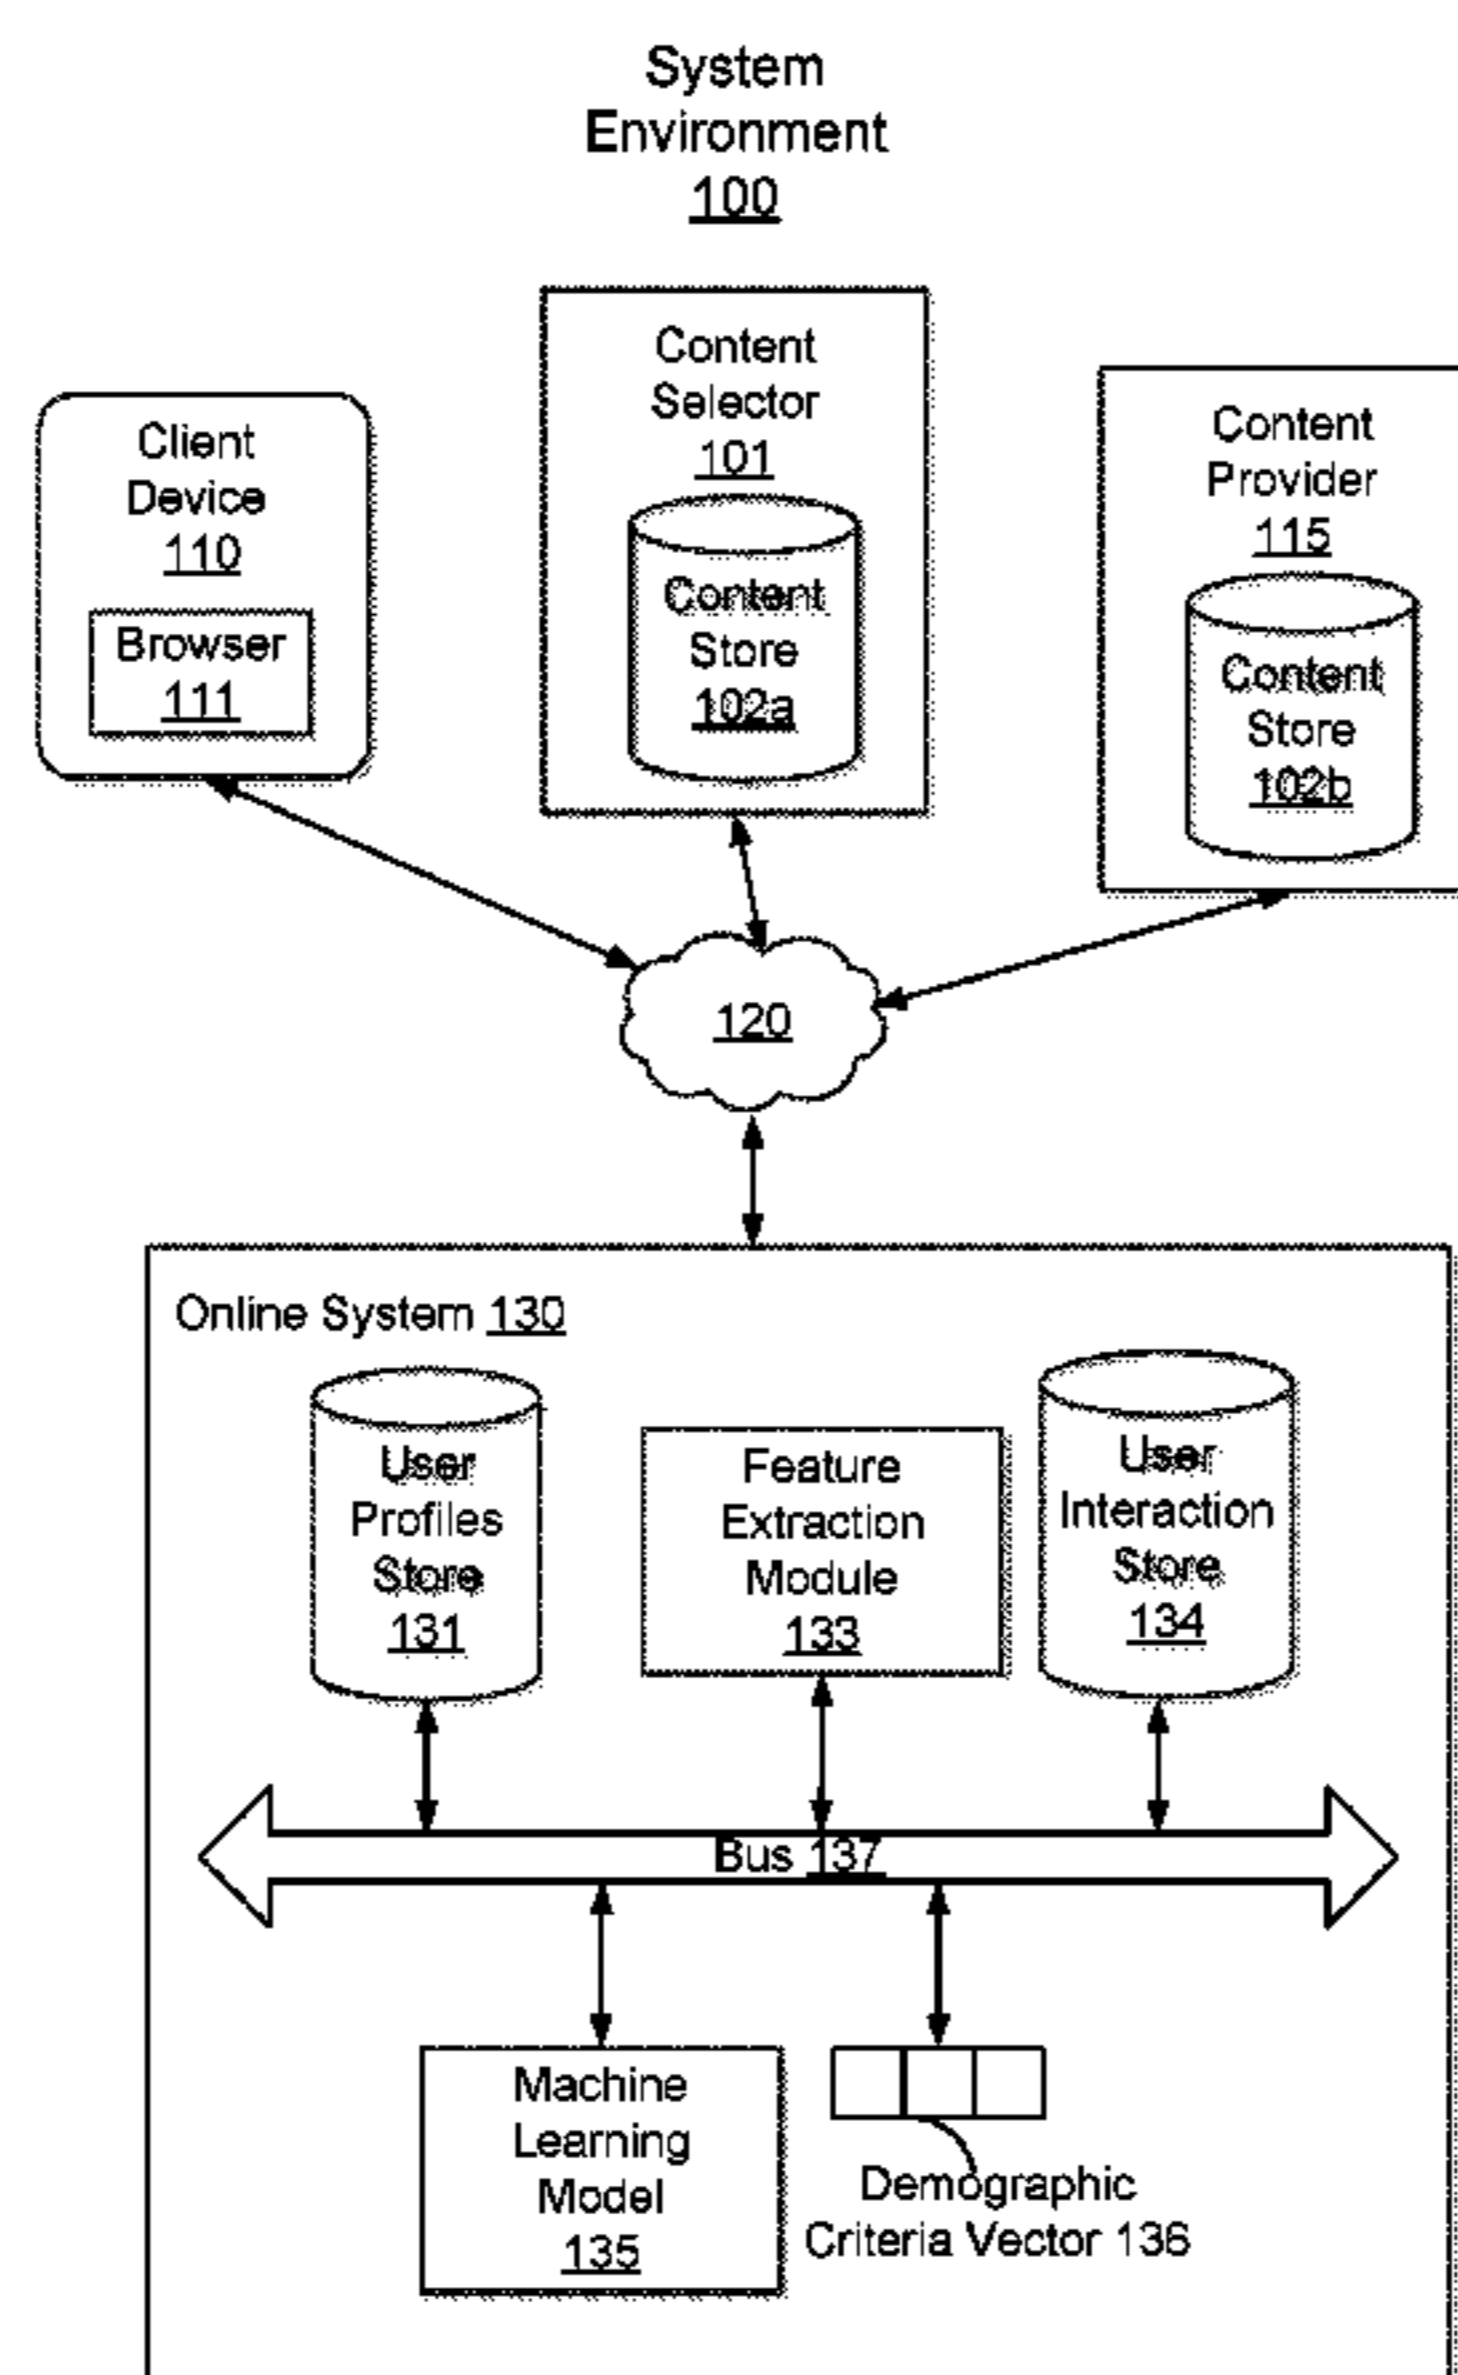 System
Environment
100
Content
Selector
101
Content
Store
102a
Client
Device
110
Browser
111
Content
Provider
115
Content
Store
102b
120
Online System 130
User
Profiles
Store
131
Feature
Extraction
Module
133
User
Interaction
Store
134
Bus 137
Machine
Learning
Model
135
Demographic
Criteria Vector 136